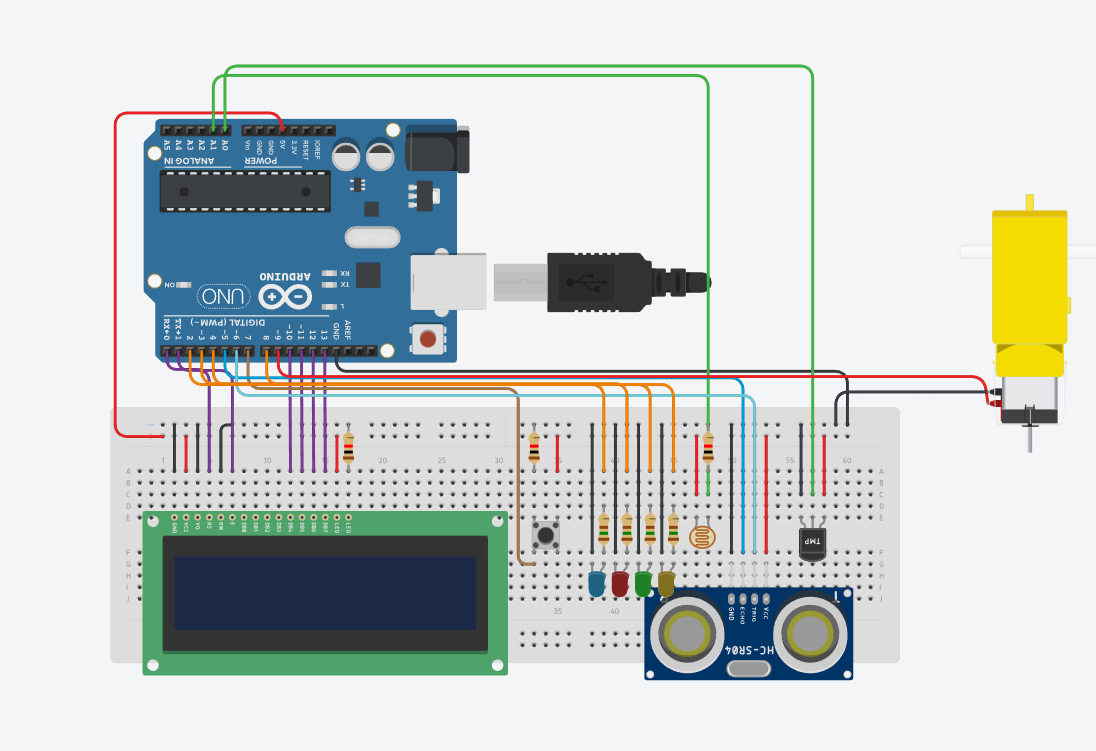 A5 A4 A3 A2 A1 A0
Vin GND GND 5V 3.3V RESET IOREF
ANALOG IN POWER
ON
ARDUINO
UNO
RX
TX
L
DIGITAL (PWM~)
RX←0 TX→1 2 ~3 4 ~5 ~6 7 8 ~9 ~10 ~11 12 13 GND AREF
1 10 15 20 25 30 50 55 60
A A
B B
C C
D D
E E
GND VCC V0 RS RW E DB0 DB1 DB2 DB3 DB4 DB5 DB6 DB7 LED LED
TMP
F F
G G
H H
I I
J J
35 40
GND ECHO TRIG VCC
HC-SR04